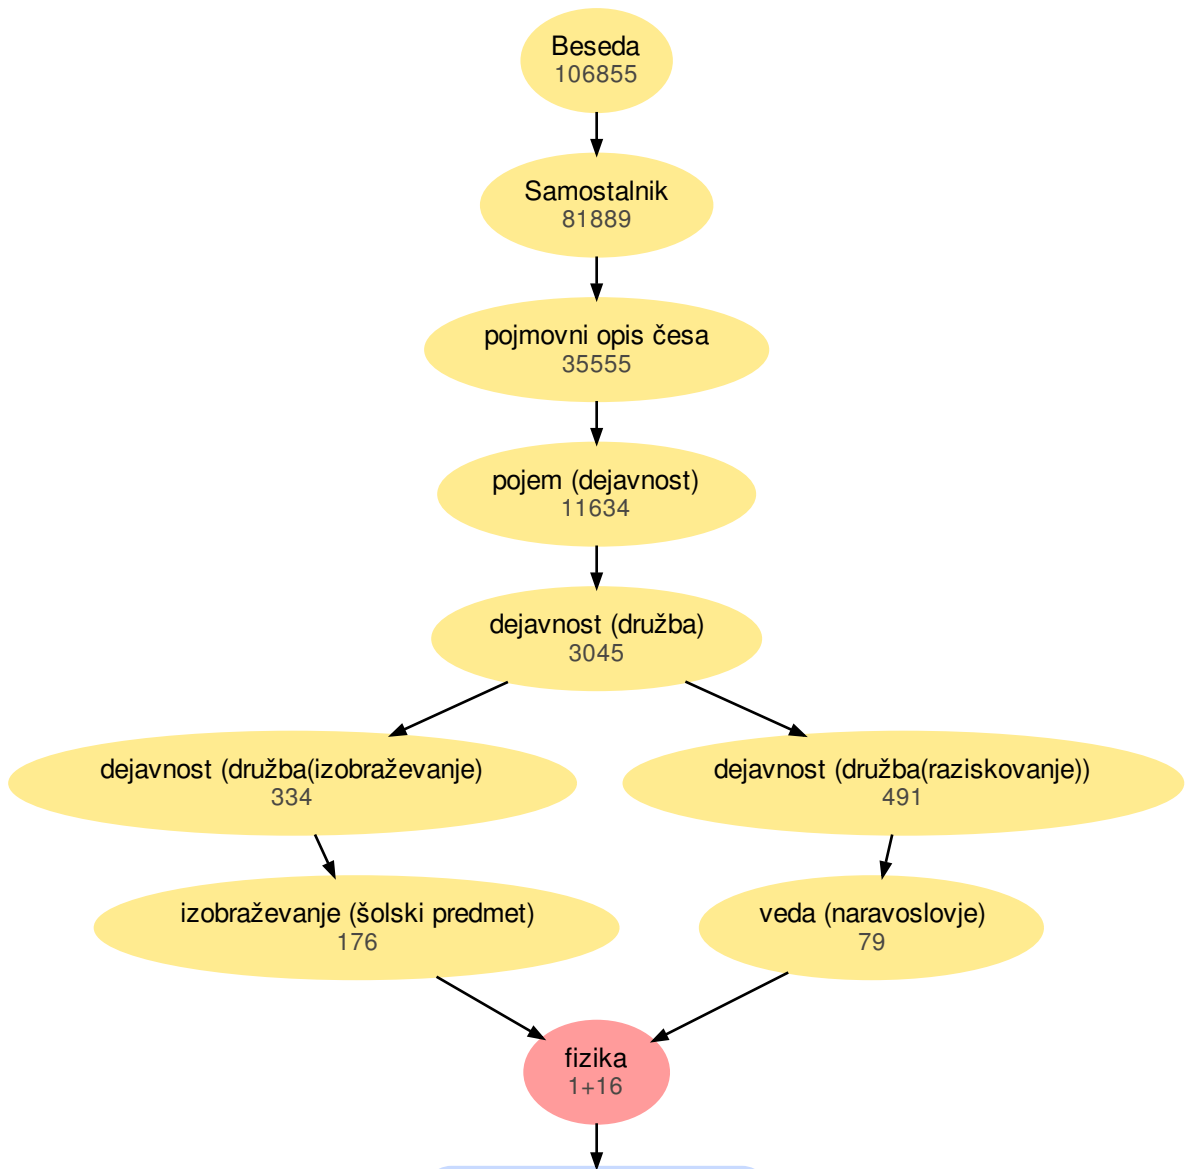 Beseda
106855
Samostalnik
81889
pojmovni opis česa
35555
pojem (dejavnost)
11634
dejavnost (družba)
3045
dejavnost (družba(izobraževanje)
334
dejavnost (družba(raziskovanje))
491
izobraževanje (šolski predmet)
176
veda (naravoslovje)
79
fizika
1+16